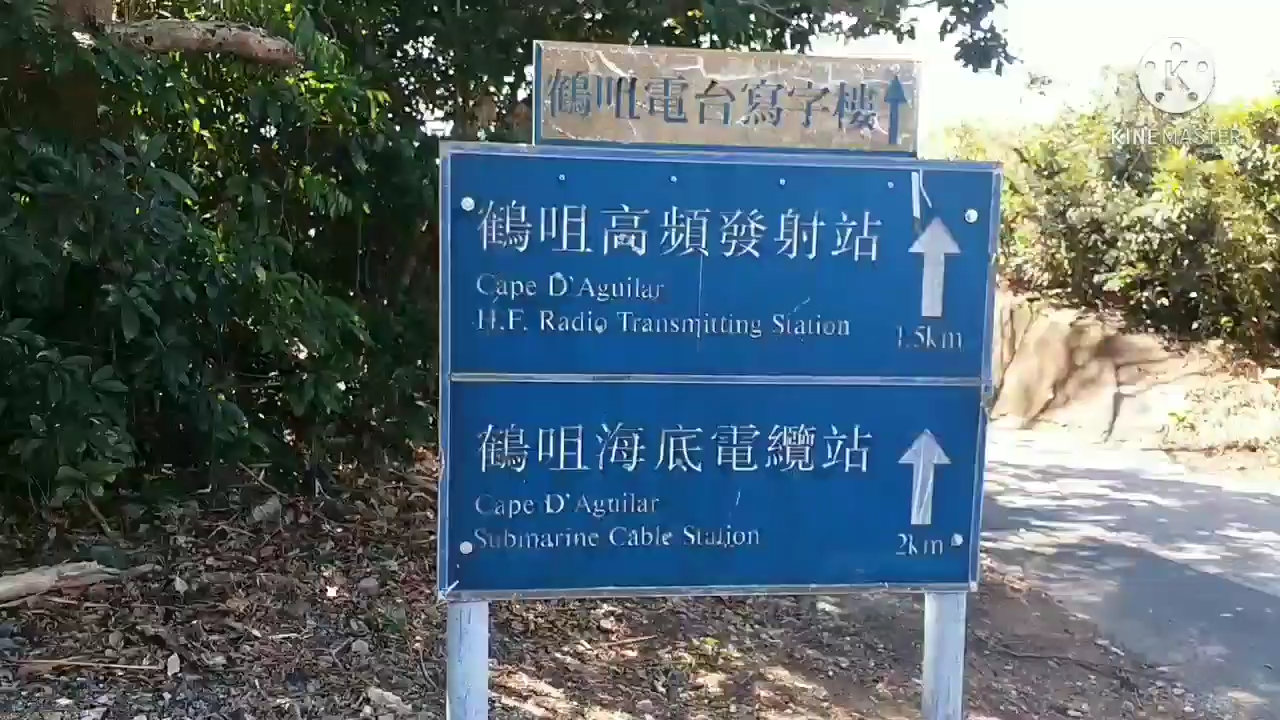 鶴咀電台寫字樓
鶴咀高頻發射站
Cape D'Aguilar
H.F. Radio Transmitting Station
1.5km
鶴咀海底電纜站
Cape D'Aguilar
Submarine Cable Station
2km
K
KINEMASTER